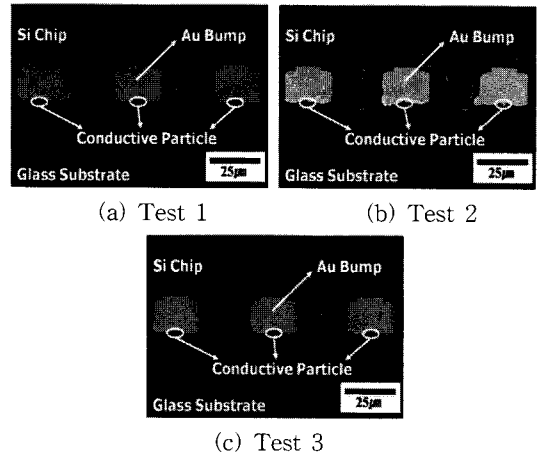 Si Chip
Au Bump
Conductive Particle
Glass Substrate
25㎛
(a) Test 1
Si Chip
Au Bump
Conductive Particle
Glass Substrate
25㎛
(b) Test 2
Si Chip
Au Bump
Conductive Particle
Glass Substrate
25㎛
(c) Test 3